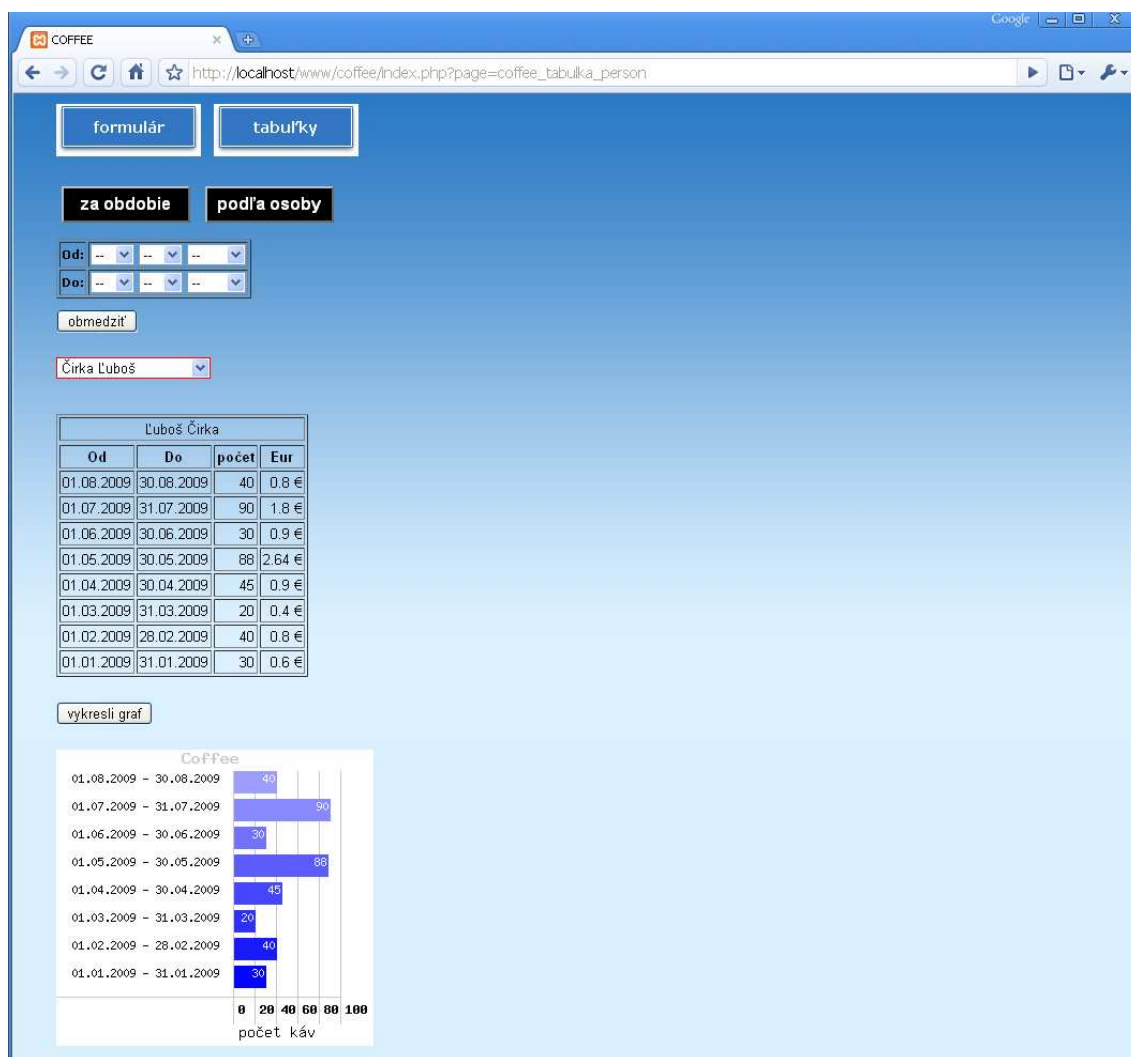 Google
COFFEE
http://localhost/www/coffee/index.php?page=coffee_tabulka_person
formulár tabuľky
za obdobie podľa osoby
Od: -- -- --
Do: -- -- --
obmedziť
Čirka Ľuboš
Ľuboš Čirka
Od Do počet Eur
01.08.2009 30.08.2009 40 0.8 €
01.07.2009 31.07.2009 90 1.8 €
01.06.2009 30.06.2009 30 0.9 €
01.05.2009 30.05.2009 88 2.64 €
01.04.2009 30.04.2009 45 0.9 €
01.03.2009 31.03.2009 20 0.4 €
01.02.2009 28.02.2009 40 0.8 €
01.01.2009 31.01.2009 30 0.6 €
vykresli graf
Coffee
01.08.2009 - 30.08.2009 40
01.07.2009 - 31.07.2009 90
01.06.2009 - 30.06.2009 30
01.05.2009 - 30.05.2009 88
01.04.2009 - 30.04.2009 45
01.03.2009 - 31.03.2009 20
01.02.2009 - 28.02.2009 40
01.01.2009 - 31.01.2009 30
0 20 40 60 80 100
počet káv